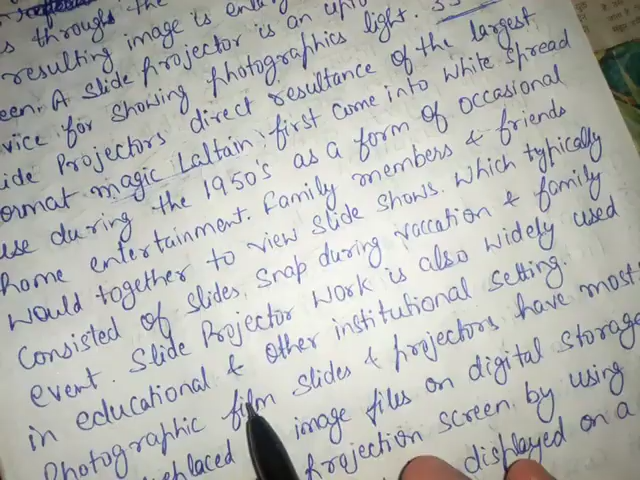 through the
resulting image is
een. A Slide Projector is an
vice for Showing photographics light.
ide Projectors direct resultance of the largest
ormat magic Laltain, first come into white spread
use during the 1950's as a form of occasional
home entertainment. Family members & friends
would together to view slide shows. Which typically
Consisted of slides, Snap during vaccation & family
event. Slide Projector work is also widely used
in educational & other institutional setting.
Photographic film slides & projectors have most
replaced image files on digital storage
projection screen by using
displayed on a